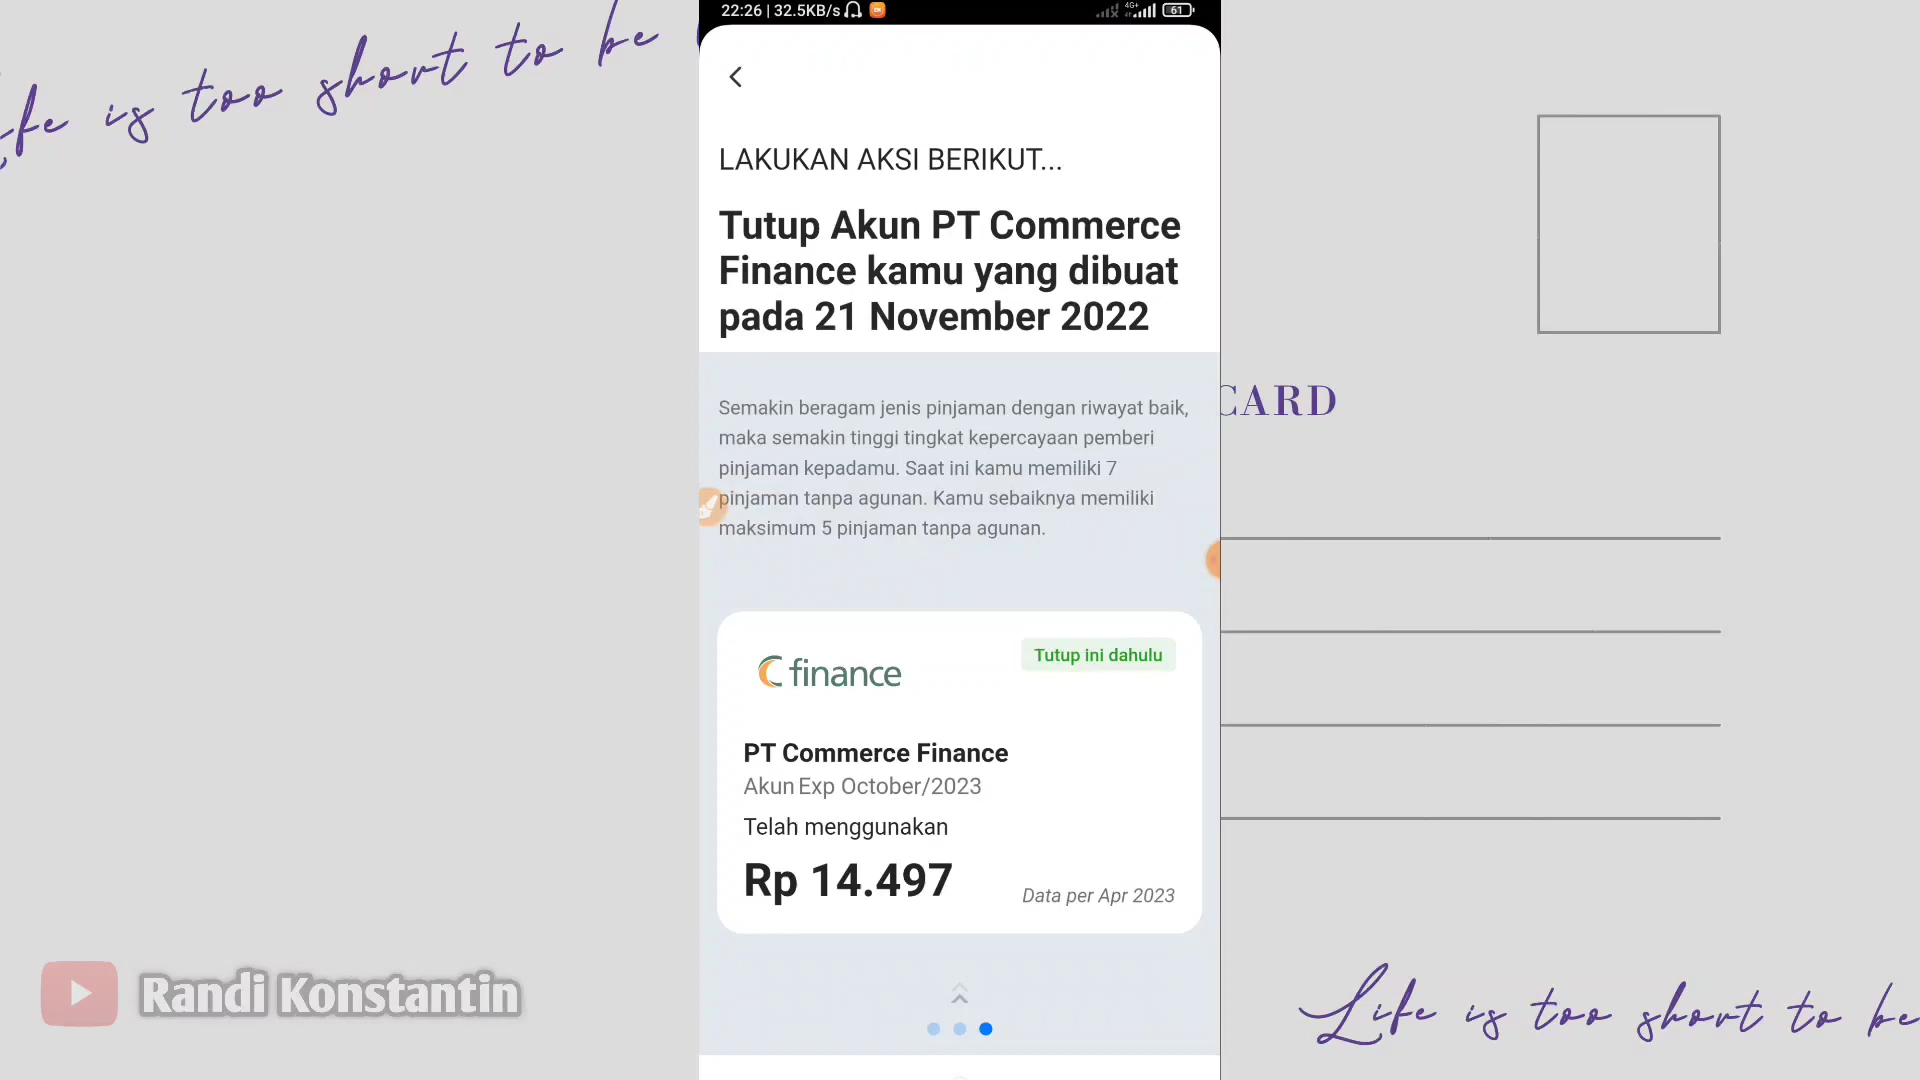 22:26 | 32.5KB/s
4G+
61
Life is too short to be
LAKUKAN AKSI BERIKUT...
Tutup Akun PT Commerce
Finance kamu yang dibuat
pada 21 November 2022
CARD
Semakin beragam jenis pinjaman dengan riwayat baik,
maka semakin tinggi tingkat kepercayaan pemberi
pinjaman kepadamu. Saat ini kamu memiliki 7
pinjaman tanpa agunan. Kamu sebaiknya memiliki
maksimum 5 pinjaman tanpa agunan.
Tutup ini dahulu
finance
PT Commerce Finance
Akun Exp October/2023
Telah menggunakan
Rp 14.497
Data per Apr 2023
Randi Konstantin
Life is too short to be